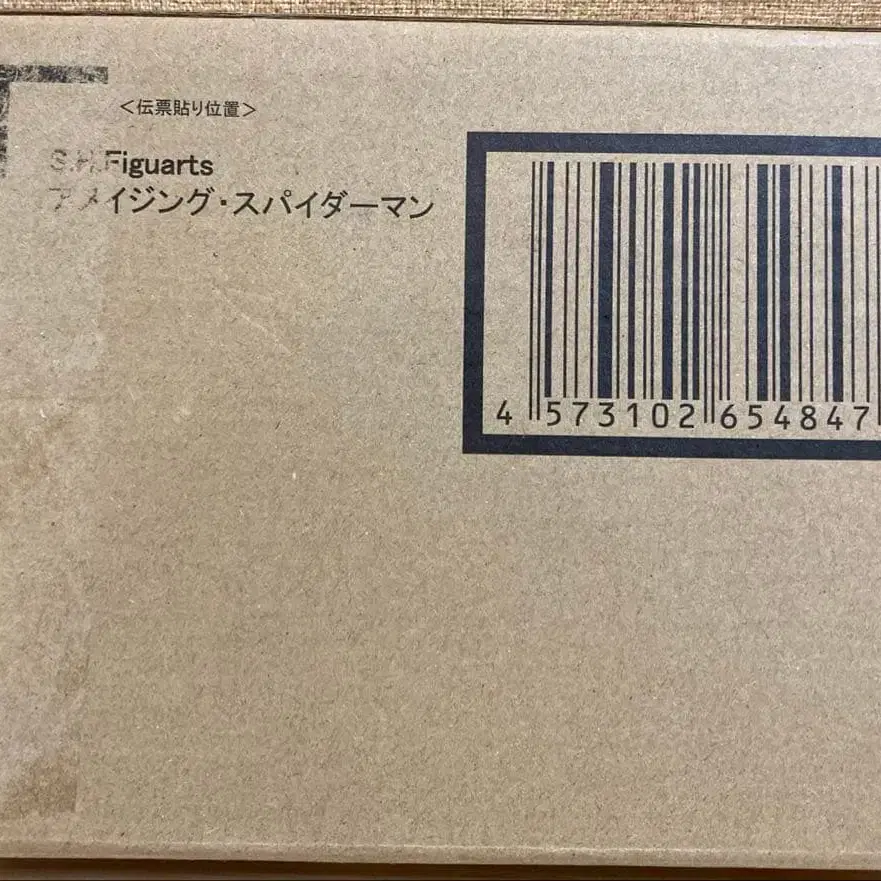 <伝票貼り位置>
S.H.Figuarts
アメイジング・スパイダーマン
4 573102 654847